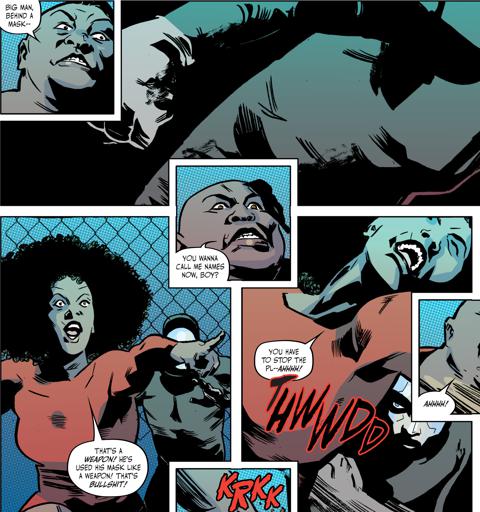 BIG MAN,
BEHIND A
MASK--
YOU WANNA
CALL ME NAMES
NOW, BOY?
THAT'S A
WEAPON! HE'S
USED HIS MASK LIKE
A WEAPON! THAT'S
BULLSHIT!
YOU HAVE
TO STOP THE
PL--AHHHH!
THWWDDD
AHHHH!
KRKK